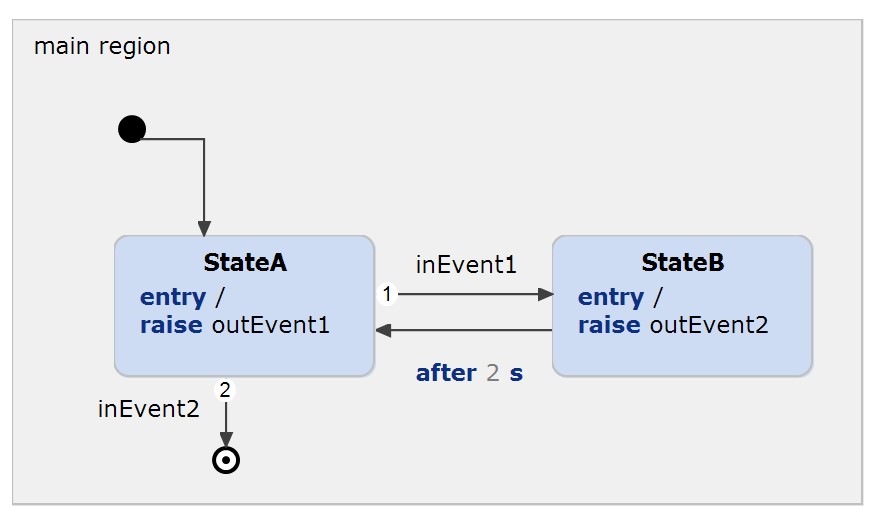 main region
StateA
entry /
raise outEvent1
inEvent1
1
after 2 s
StateB
entry /
raise outEvent2
2
inEvent2